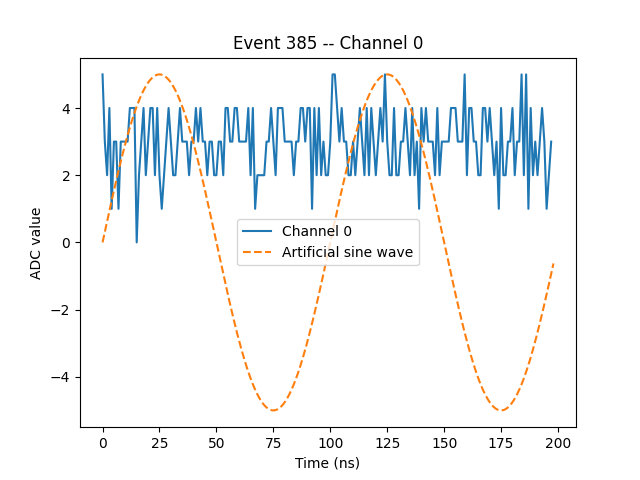 Event 385 -- Channel 0
ADC value
4
2
0
−2
−4
Channel 0
Artificial sine wave
0 25 50 75 100 125 150 175 200
Time (ns)